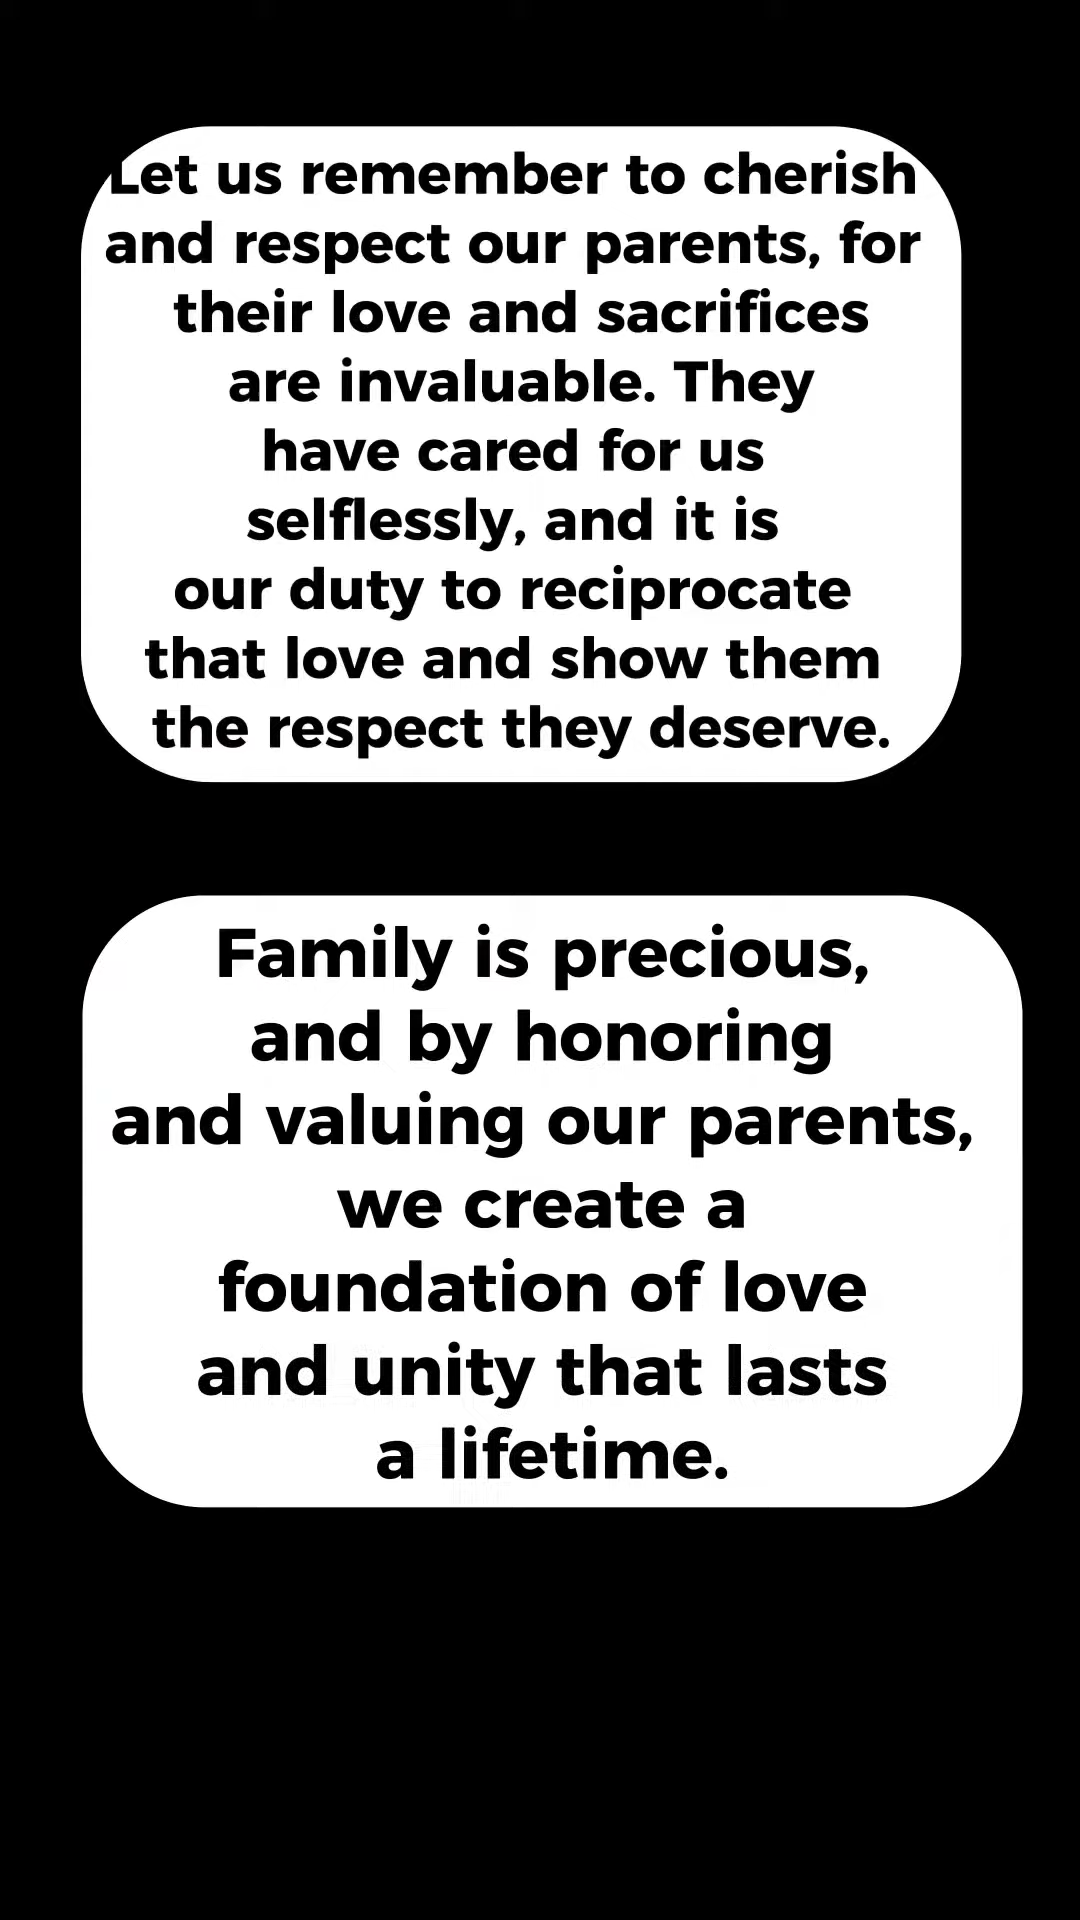 Let us remember to cherish
and respect our parents, for
their love and sacrifices
are invaluable. They
have cared for us
selflessly, and it is
our duty to reciprocate
that love and show them
the respect they deserve.
Family is precious,
and by honoring
and valuing our parents,
we create a
foundation of love
and unity that lasts
a lifetime.